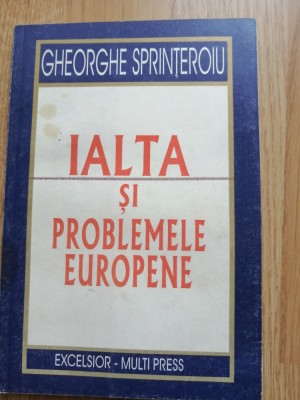 GHEORGHE SPRINȚEROIU
IALTA
ȘI
PROBLEMELE
EUROPENE
EXCELSIOR - MULTI PRESS